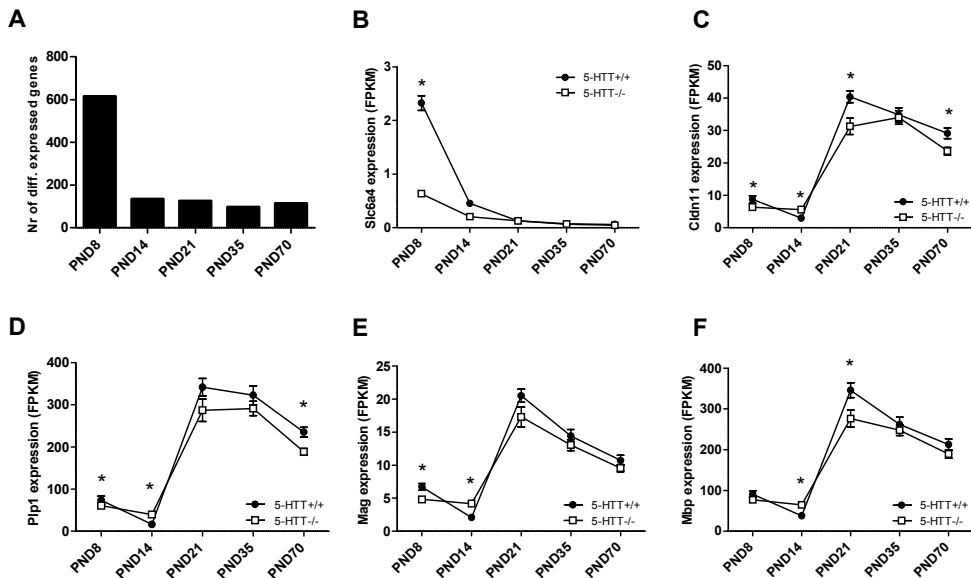 A
Nr of diff. expressed genes
800
600
400
200
0
PND8
PND14
PND21
PND35
PND70
B
Slc6a4 expression (FPKM)
3
2
1
0
*
5-HTT+/+
5-HTT-/-
PND8
PND14
PND21
PND35
PND70
C
Cldn11 expression (FPKM)
50
40
30
20
10
0
*
*
*
*
5-HTT+/+
5-HTT-/-
PND8
PND14
PND21
PND35
PND70
D
Plp1 expression (FPKM)
400
300
200
100
0
*
*
*
5-HTT+/+
5-HTT-/-
PND8
PND14
PND21
PND35
PND70
E
Mag expression (FPKM)
25
20
15
10
5
0
*
*
5-HTT+/+
5-HTT-/-
PND8
PND14
PND21
PND35
PND70
F
Mbp expression (FPKM)
400
300
200
100
0
*
*
5-HTT+/+
5-HTT-/-
PND8
PND14
PND21
PND35
PND70